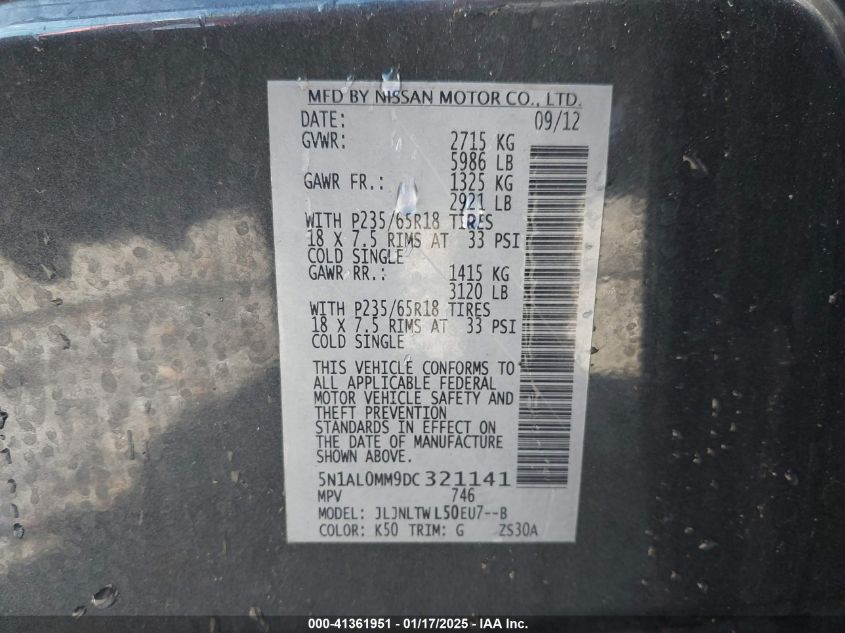 MFD BY NISSAN MOTOR CO., LTD.
DATE: 09/12
GVWR: 2715 KG
5986 LB
GAWR FR.: 1325 KG
2921 LB
WITH P235/65R18 TIRES
18 X 7.5 RIMS AT 33 PSI
COLD SINGLE
GAWR RR.: 1415 KG
3120 LB
WITH P235/65R18 TIRES
18 X 7.5 RIMS AT 33 PSI
COLD SINGLE
THIS VEHICLE CONFORMS TO
ALL APPLICABLE FEDERAL
MOTOR VEHICLE SAFETY AND
THEFT PREVENTION
STANDARDS IN EFFECT ON
THE DATE OF MANUFACTURE
SHOWN ABOVE.
5N1AL0MM9DC321141
MPV 746
MODEL: JLJNLTWL50EU7--B
COLOR: K50 TRIM: G ZS30A
000-41361951 - 01/17/2025 - IAA Inc.